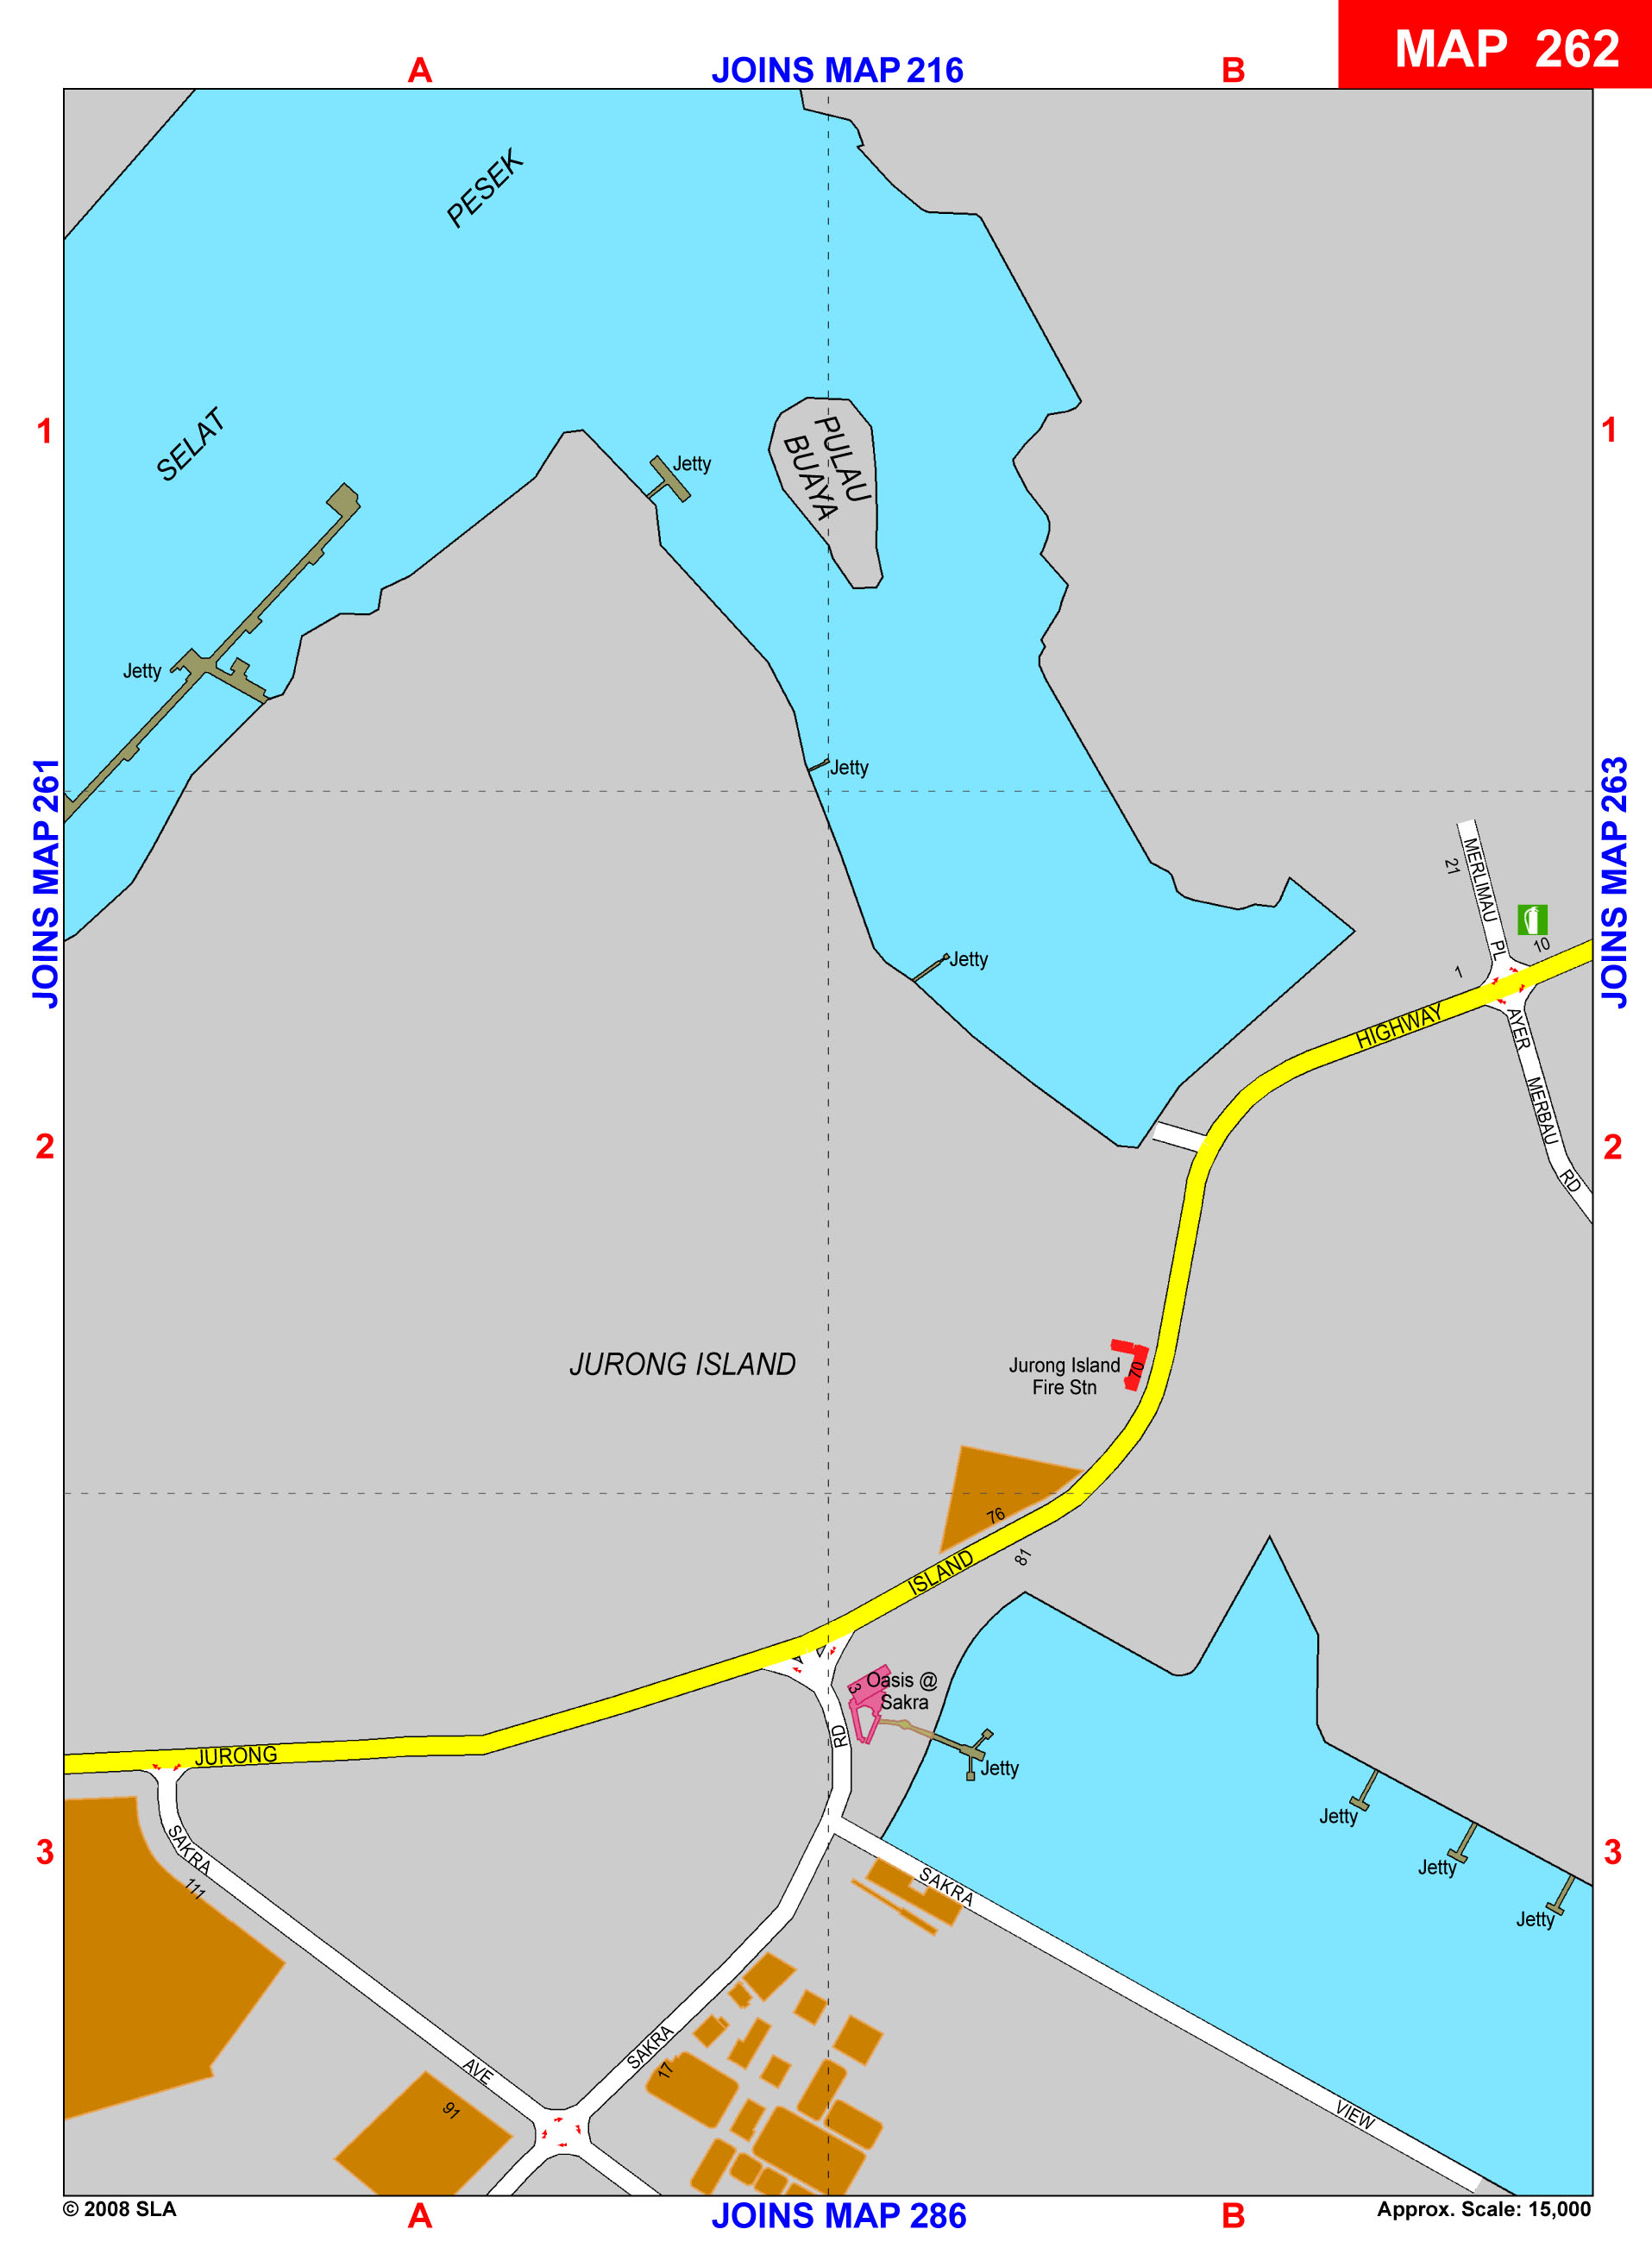 MAP 262
A
JOINS MAP 216
B
PESEK
SELAT
1
1
PULAU
BUAYA
Jetty
Jetty
Jetty
JOINS MAP 261
JOINS MAP 263
MERLIMAU PL
21
10
1
Jetty
HIGHWAY
AYER MERBAU RD
2
2
JURONG ISLAND
Jurong Island
Fire Stn
70
76
81
ISLAND
Oasis @
Sakra
3
RD
JURONG
Jetty
Jetty
Jetty
Jetty
3
3
SAKRA
111
SAKRA
AVE
SAKRA
17
91
VIEW
© 2008 SLA
A
JOINS MAP 286
B
Approx. Scale: 15,000